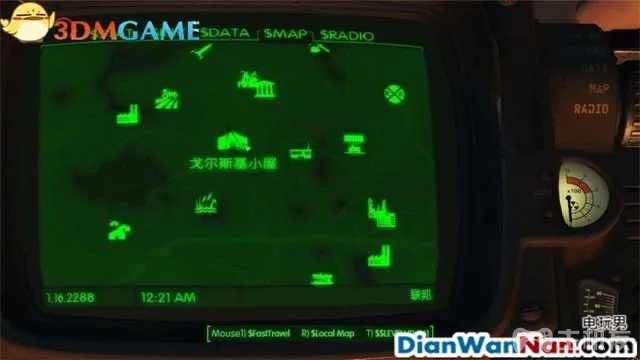 3DMGAME
$DATA $MAP $RADIO
DATA
MAP
RADIO
x100
戈尔斯基小屋
1.16.2288
12:21 AM
联邦
Mouse1) $FastTravel R) $Local Map
电玩男
DianWanNan.com